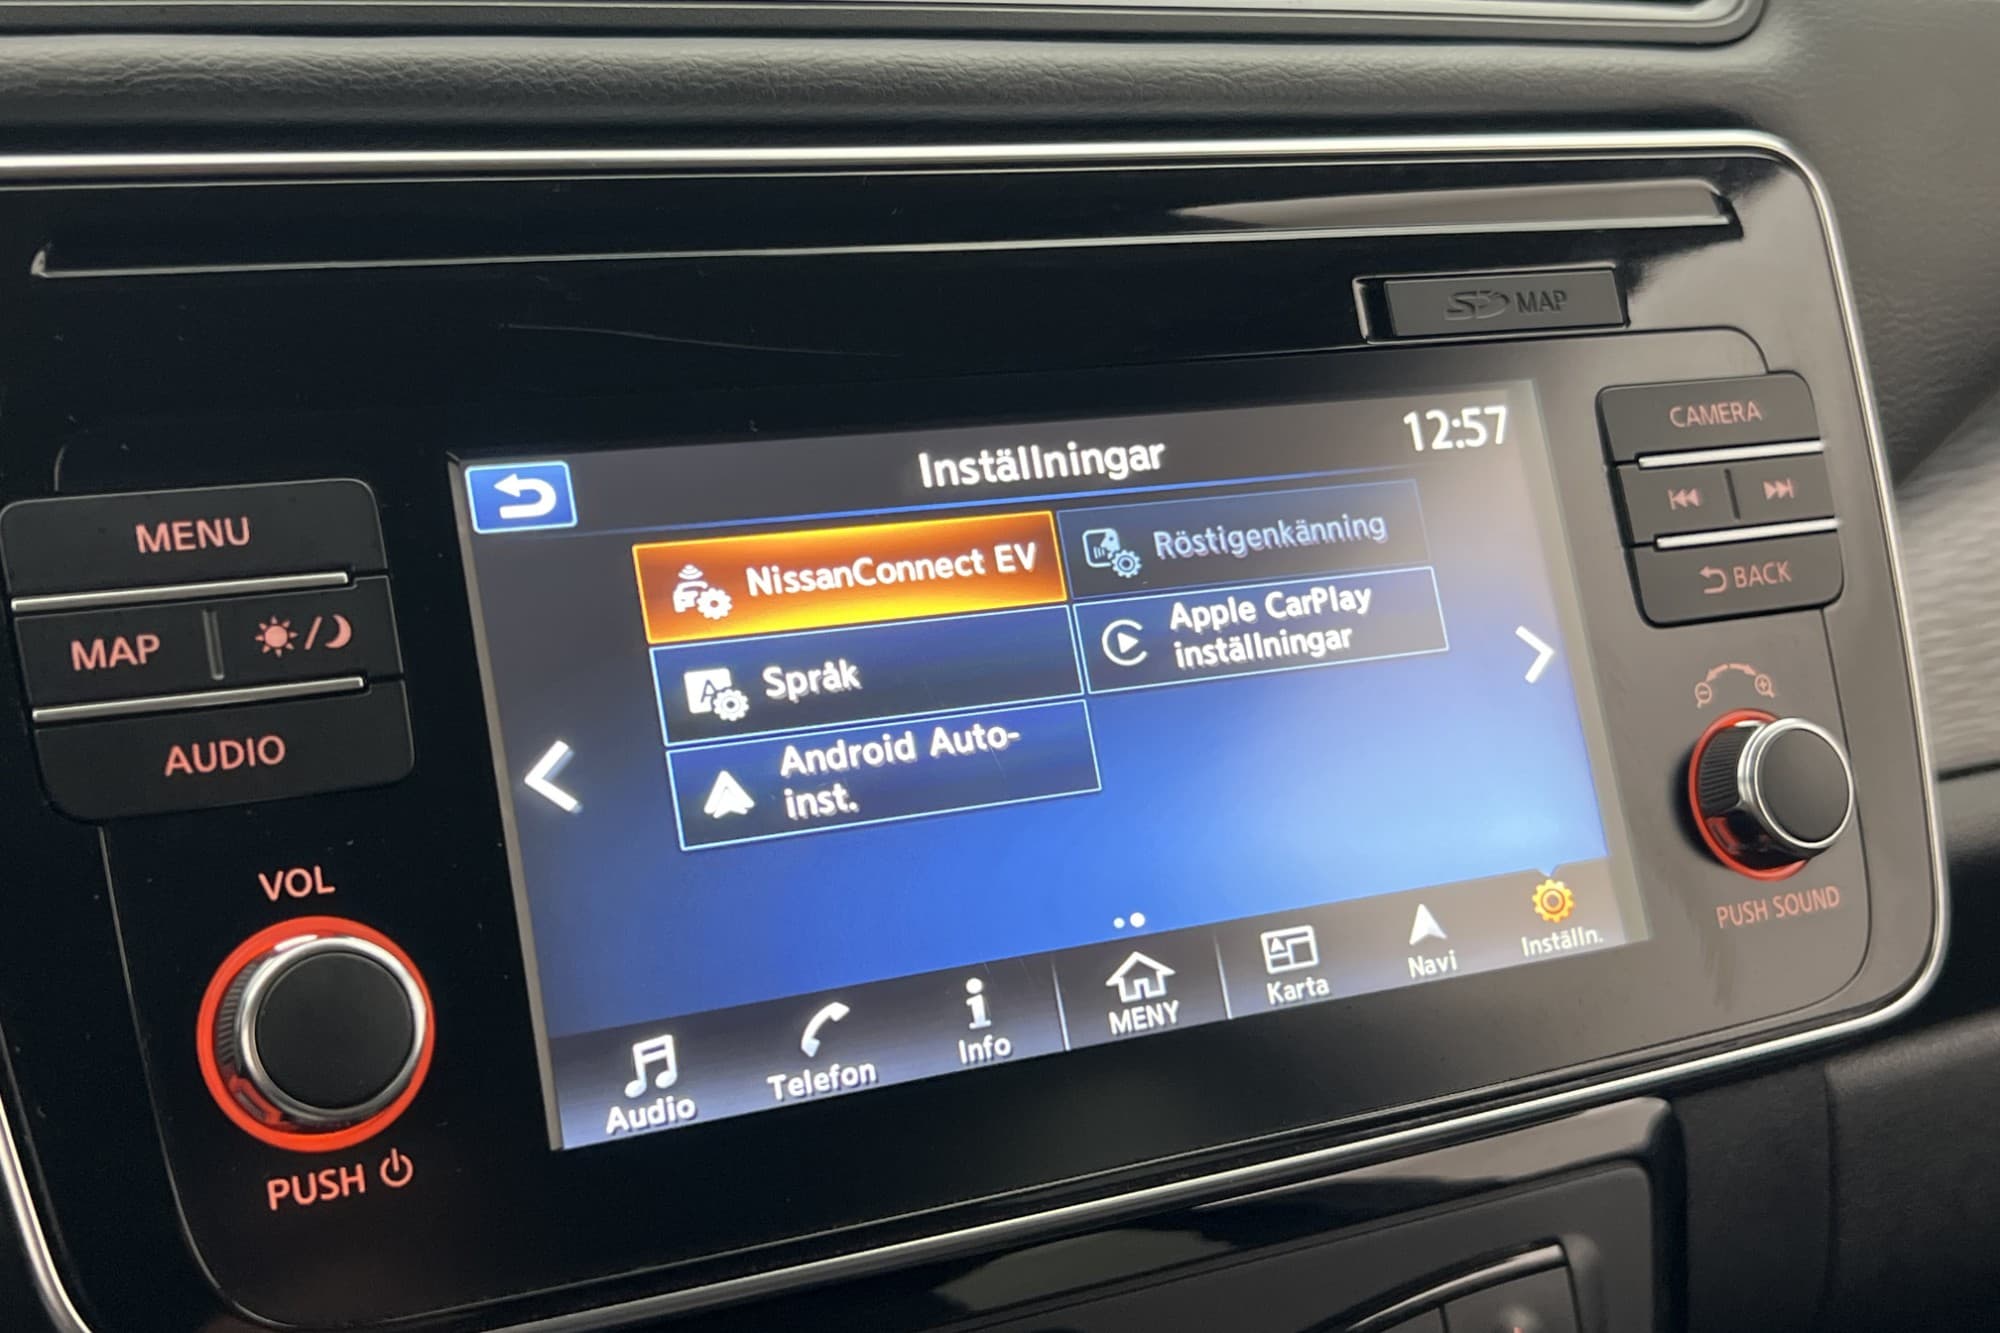 SD MAP
MENU
MAP
AUDIO
VOL
PUSH
Inställningar
12:57
NissanConnect EV
Röstigenkänning
Språk
Apple CarPlay
inställningar
Android Auto-
inst.
Audio
Telefon
Info
MENY
Karta
Navi
Inställn.
CAMERA
BACK
PUSH SOUND